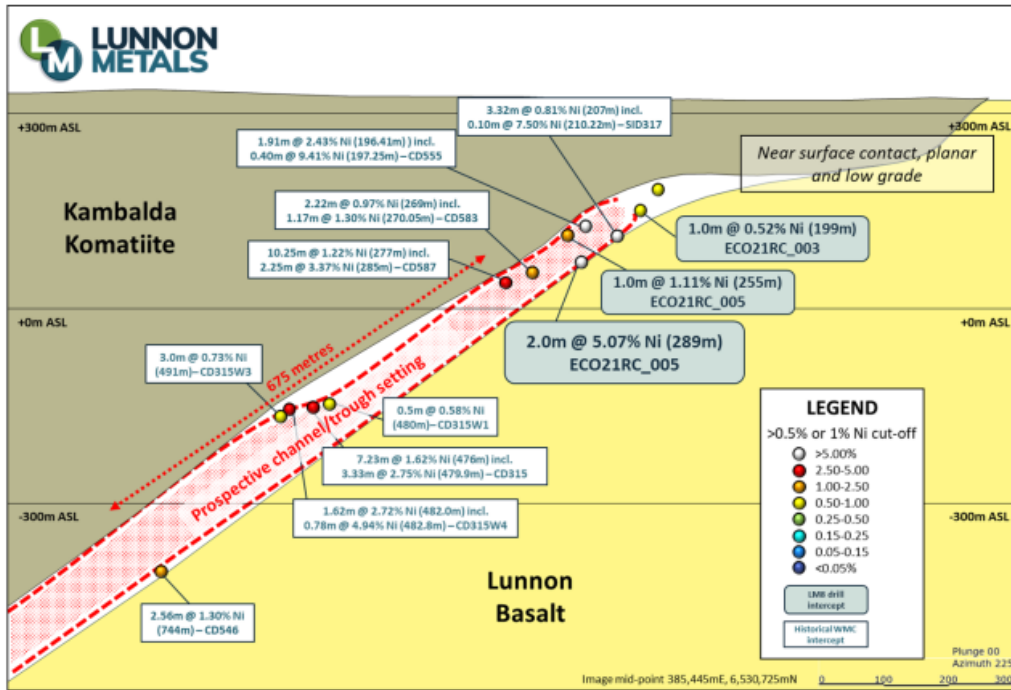 LM LUNNON
METALS
+300m ASL
+300m ASL
3.32m @ 0.81% Ni (207m) incl.
0.10m @ 7.50% Ni (210.22m) – SID317
1.91m @ 2.43% Ni (196.41m) ) incl.
0.40m @ 9.41% Ni (197.25m) – CD555
Near surface contact, planar
and low grade
Kambalda
Komatiite
2.22m @ 0.97% Ni (269m) incl.
1.17m @ 1.30% Ni (270.05m) – CD583
1.0m @ 0.52% Ni (199m)
ECO21RC_003
10.25m @ 1.22% Ni (277m) incl.
2.25m @ 3.37% Ni (285m) – CD587
1.0m @ 1.11% Ni (255m)
ECO21RC_005
+0m ASL
+0m ASL
2.0m @ 5.07% Ni (289m)
ECO21RC_005
3.0m @ 0.73% Ni
(491m) – CD315W3
675 metres
Prospective channel/trough setting
0.5m @ 0.58% Ni
(480m) – CD315W1
7.23m @ 1.62% Ni (476m) incl.
3.33m @ 2.75% Ni (479.9m) – CD315
1.62m @ 2.72% Ni (482.0m) incl.
0.78m @ 4.94% Ni (482.8m) – CD315W4
-300m ASL
-300m ASL
2.56m @ 1.30% Ni
(744m) – CD546
Lunnon
Basalt
LEGEND
>0.5% or 1% Ni cut-off
>5.00%
2.50-5.00
1.00-2.50
0.50-1.00
0.25-0.50
0.15-0.25
0.05-0.15
<0.05%
LM8 drill
intercept
Historical WMC
intercept
Plunge 00
Azimuth 225
Image mid-point 385,445mE, 6,530,725mN
0 100 200 300